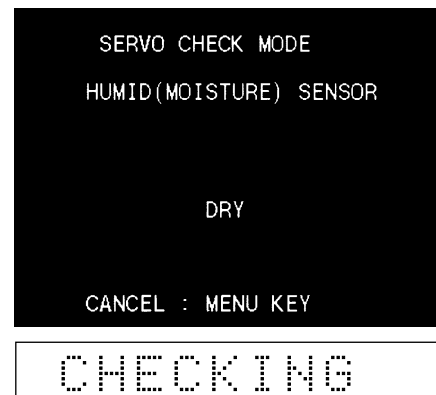 SERVO CHECK MODE
HUMID(MOISTURE) SENSOR
DRY
CANCEL : MENU KEY
CHECKING